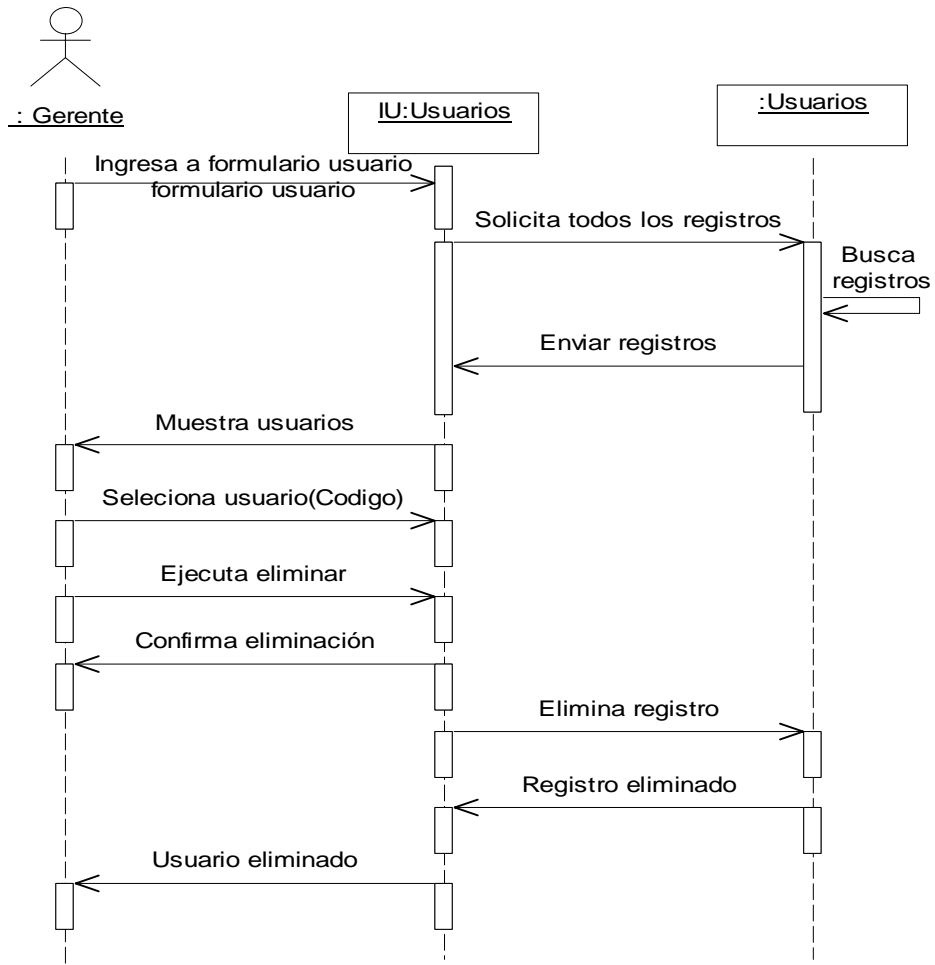 : Gerente
IU:Usuarios
:Usuarios
Ingresa a formulario usuario
formulario usuario
Solicita todos los registros
Busca
registros
Enviar registros
Muestra usuarios
Seleciona usuario(Codigo)
Ejecuta eliminar
Confirma eliminación
Elimina registro
Registro eliminado
Usuario eliminado